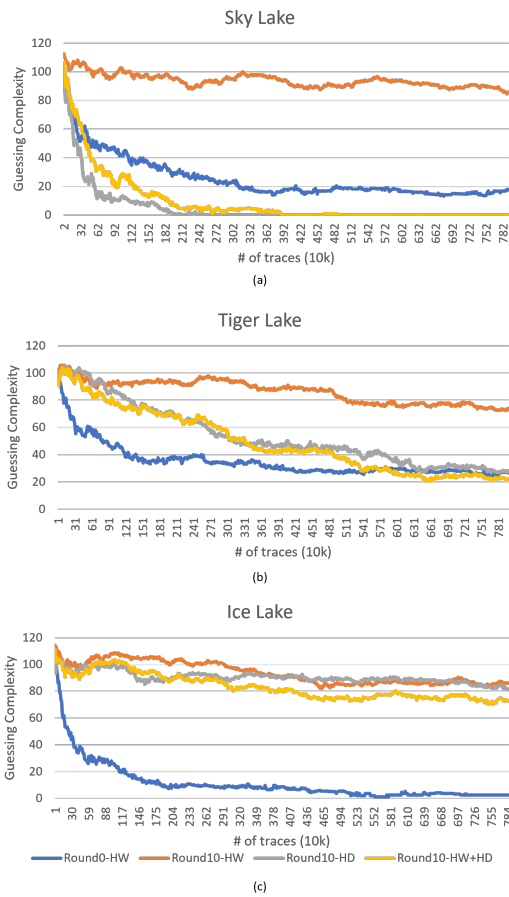 Sky Lake
120
100
80
60
40
20
0
Guessing Complexity
2 32 62 92 122 152 182 212 242 272 302 332 362 392 422 452 482 512 542 572 602 632 662 692 722 752 782
# of traces (10k)
(a)
Tiger Lake
120
100
80
60
40
20
0
Guessing Complexity
1 31 61 91 121 151 181 211 241 271 301 331 361 391 421 451 481 511 541 571 601 631 661 691 721 751 781
# of traces (10k)
(b)
Ice Lake
120
100
80
60
40
20
0
Guessing Complexity
1 30 59 88 117 146 175 204 233 262 291 320 349 378 407 436 465 494 523 552 581 610 639 668 697 726 755 784
# of traces (10k)
Round0-HW Round10-HW Round10-HD Round10-HW+HD
(c)